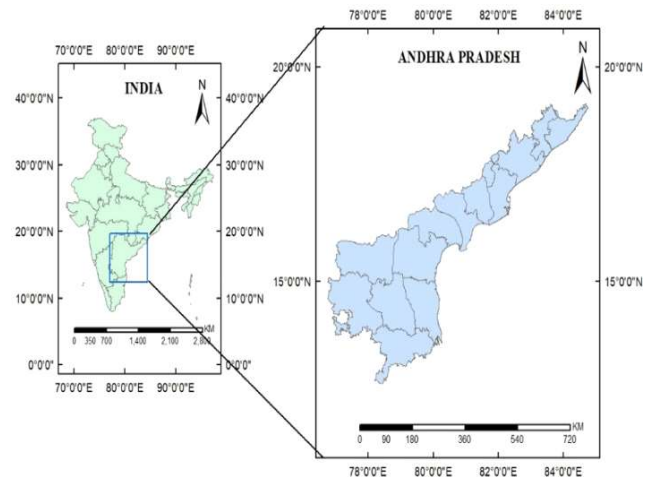 70°0'0"E 80°0'0"E 90°0'0"E
INDIA
N
40°0'0"N 40°0'0"N
30°0'0"N 30°0'0"N
20°0'0"N 20°0'0"N
10°0'0"N 10°0'0"N
KM
0 350 700 1,400 2,100 2,800
0°0'0" 0°0'0"
70°0'0"E 80°0'0"E 90°0'0"E
78°0'0"E 80°0'0"E 82°0'0"E 84°0'0"E
ANDHRA PRADESH
N
20°0'0"N 20°0'0"N
15°0'0"N 15°0'0"N
KM
0 90 180 360 540 720
78°0'0"E 80°0'0"E 82°0'0"E 84°0'0"E